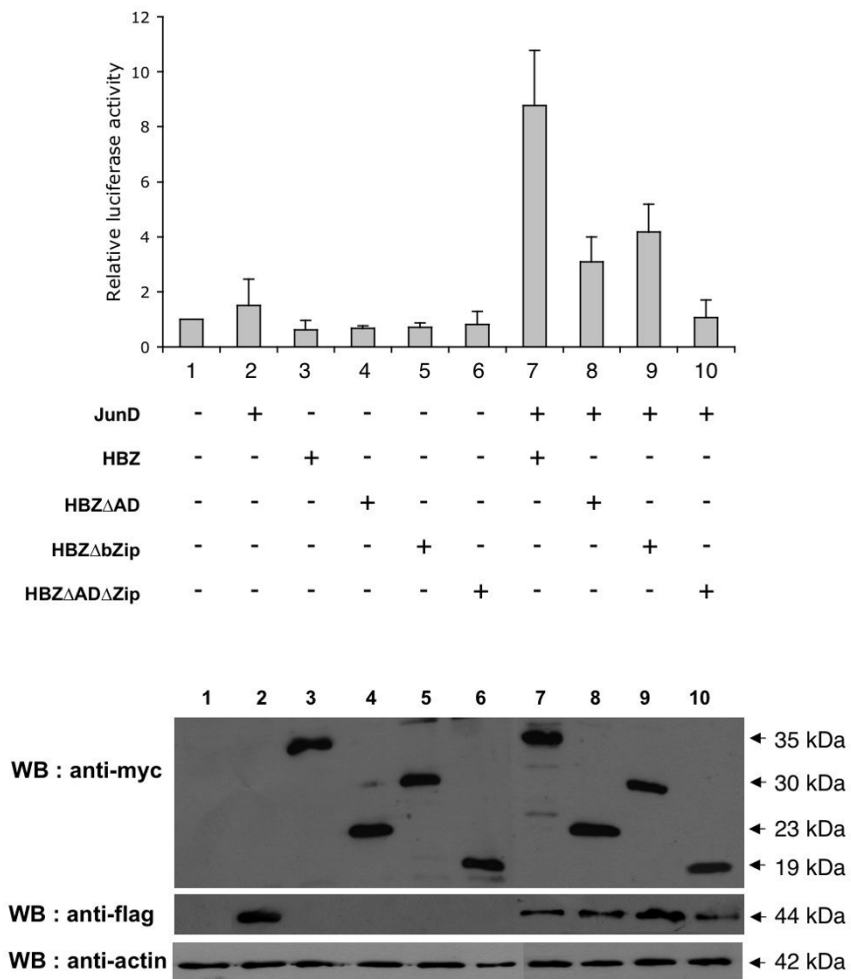 12
10
8
6
4
2
0
Relative luciferase activity
1 2 3 4 5 6 7 8 9 10
JunD - + - - - - + + + +
HBZ - - + - - - + - - -
HBZΔAD - - - + - - - + - -
HBZΔbZip - - - - + - - - + -
HBZΔADΔZip - - - - - + - - - +
1 2 3 4 5 6 7 8 9 10
WB : anti-myc
35 kDa
30 kDa
23 kDa
19 kDa
WB : anti-flag 44 kDa
WB : anti-actin 42 kDa